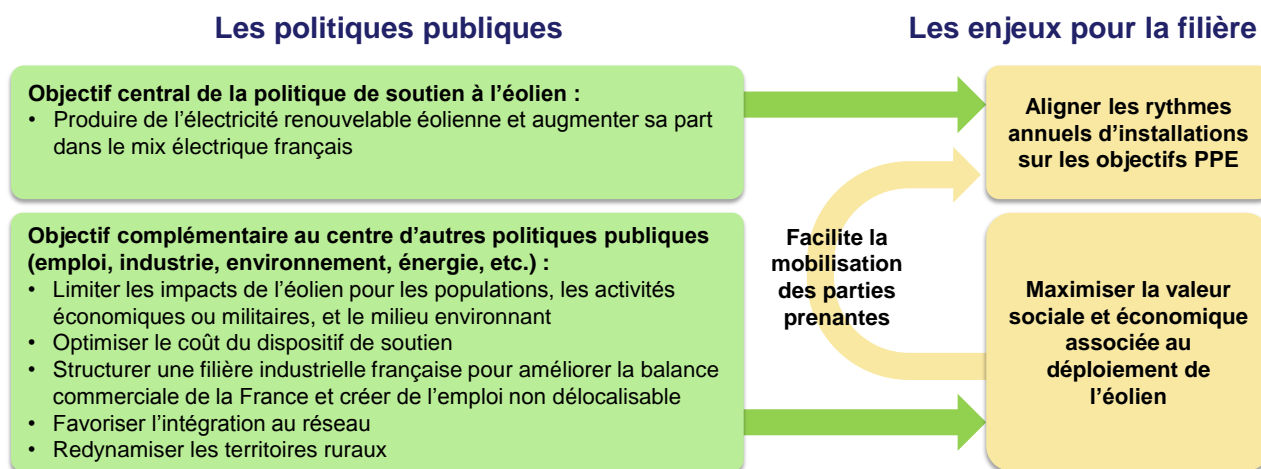 Les politiques publiques
Les enjeux pour la filière
Objectif central de la politique de soutien à l'éolien :
• Produire de l'électricité renouvelable éolienne et augmenter sa part
dans le mix électrique français
Aligner les rythmes
annuels d'installations
sur les objectifs PPE
Objectif complémentaire au centre d'autres politiques publiques
(emploi, industrie, environnement, énergie, etc.) :
• Limiter les impacts de l'éolien pour les populations, les activités
économiques ou militaires, et le milieu environnant
• Optimiser le coût du dispositif de soutien
• Structurer une filière industrielle française pour améliorer la balance
commerciale de la France et créer de l'emploi non délocalisable
• Favoriser l'intégration au réseau
• Redynamiser les territoires ruraux
Facilite la
mobilisation
des parties
prenantes
Maximiser la valeur
sociale et économique
associée au
déploiement de
l'éolien